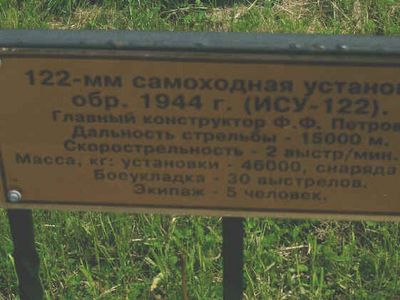 122-мм самоходная установ
обр. 1944 г. (ИСУ-122).
Главный конструктор Ф.Ф. Петров
Дальность стрельбы - 15000 м.
Скорострельность - 2 выстр/мин.
Масса, кг: установки - 46000, снаряда
Боеукладка - 30 выстрелов.
Экипаж - 5 человек.